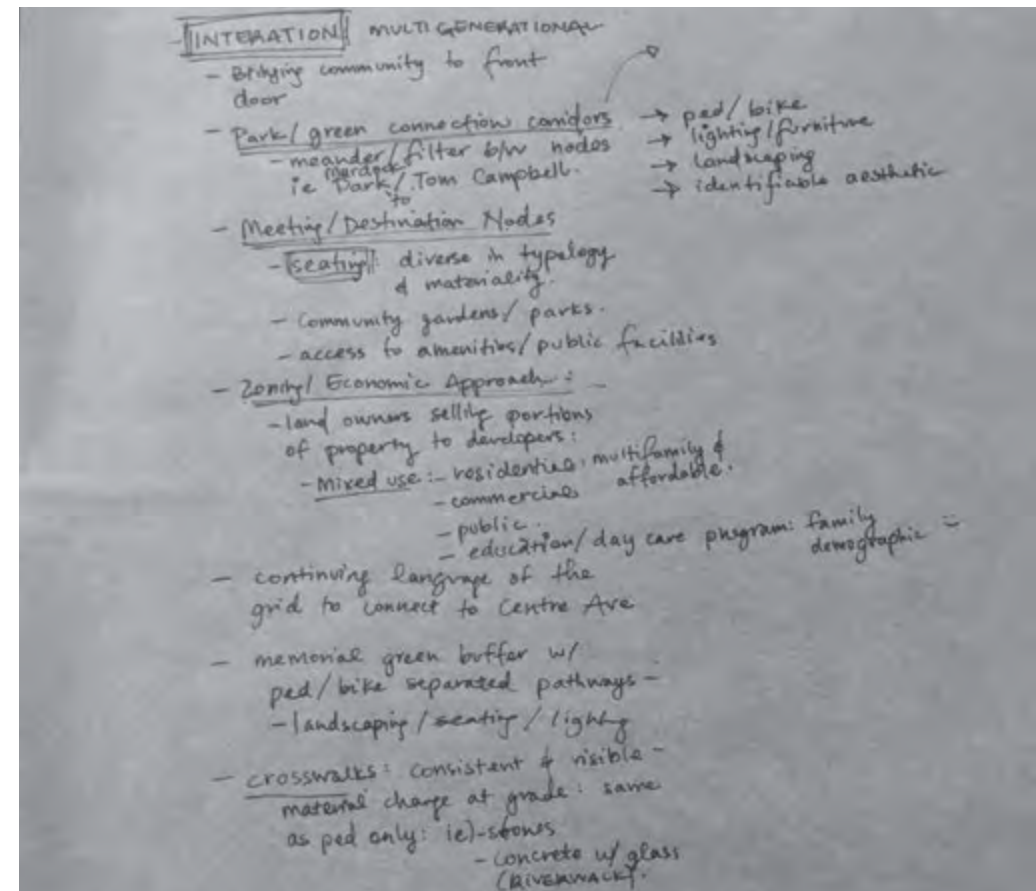 - INTERATION MULTI GENERATIONAL
- Bringing community to front
door
- Park/green connection corridors → ped/bike
→ lighting/furniture
→ landscaping
→ identifiable aesthetic
- meander/filter b/w nodes
murdock
ie Park/Tom Campbell.
to
- Meeting/Destination Nodes
- seating: diverse in typology
& materiality.
- Community gardens/parks.
- access to amenities/public facilities
- Zoning/Economic Approach:
- land owners selling portions
of property to developers:
- Mixed use: - residential: multifamily &
affordable.
- commercial
- public.
- education/day care program: family
demographic
- continuing language of the
grid to connect to Centre Ave
- memorial green buffer w/
ped/bike separated pathways -
- landscaping/seating/lighting
- crosswalks: consistent & visible -
material change at grade: same
as ped only: ie) - stones
- concrete w/ glass
(RIVERWALK).